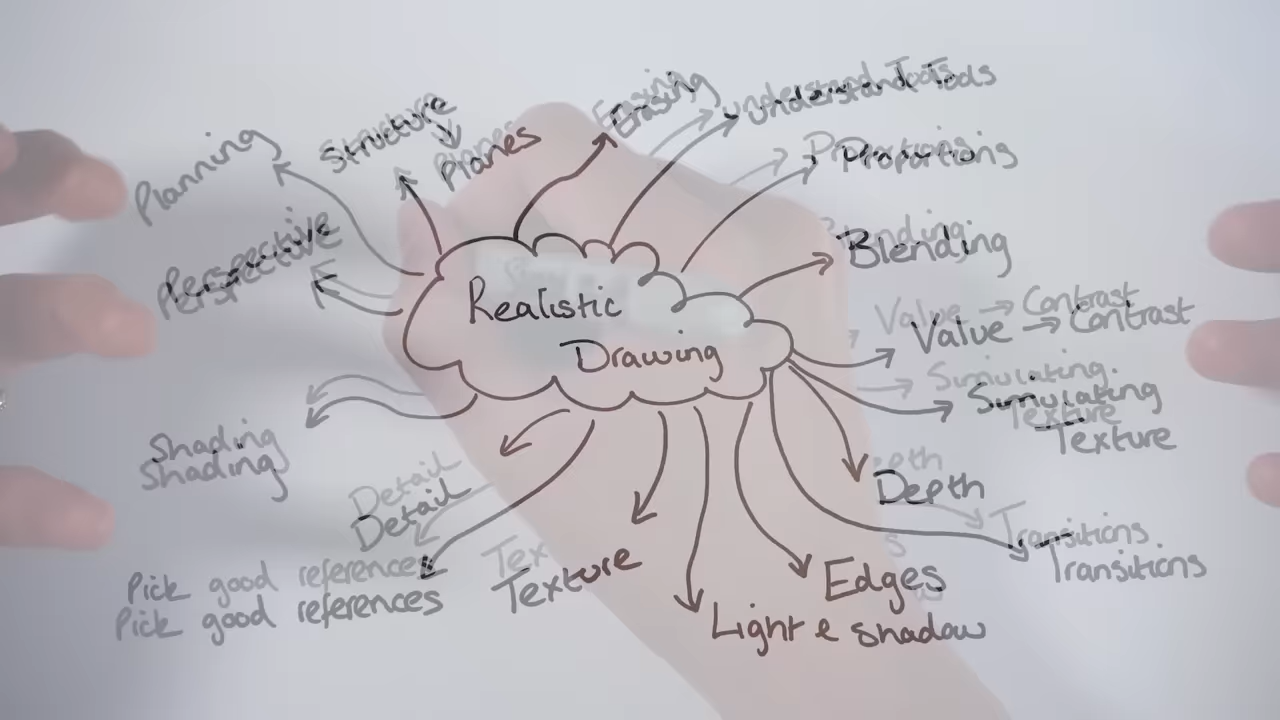 Erasing
Understand Tools
Structure
Planes
Planning
Proportions
Perspective
Blending
Realistic
Drawing
Value → Contrast
Simulating
Texture
Shading
Detail
Depth
Transitions
Pick good references
Texture
Edges
Light & shadow